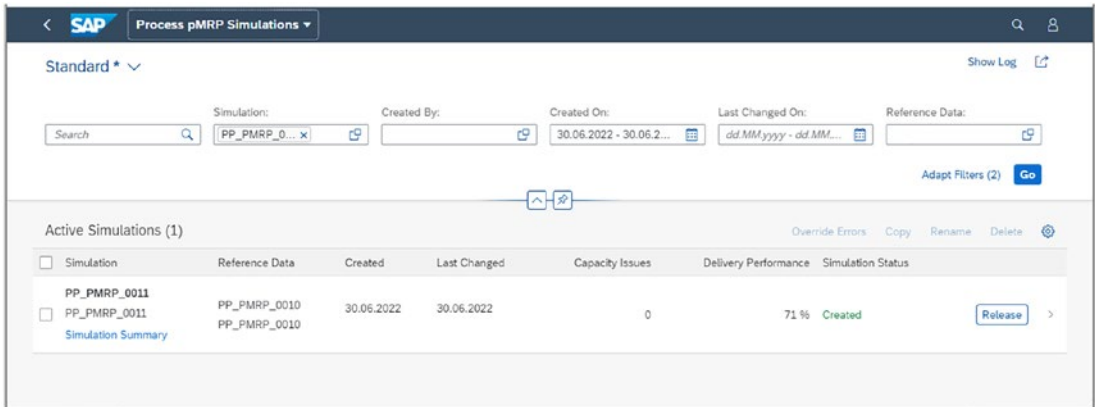 SAP Process pMRP Simulations
Standard *
Show Log
Simulation: Created By: Created On: Last Changed On: Reference Data:
Search PP_PMRP_0... 30.06.2022 - 30.06.2... dd.MM.yyyy - dd.MM....
Adapt Filters (2) Go
Active Simulations (1) Override Errors Copy Rename Delete
Simulation Reference Data Created Last Changed Capacity Issues Delivery Performance Simulation Status
PP_PMRP_0011
PP_PMRP_0011 PP_PMRP_0010 30.06.2022 30.06.2022 0 71 % Created Release
PP_PMRP_0010
Simulation Summary